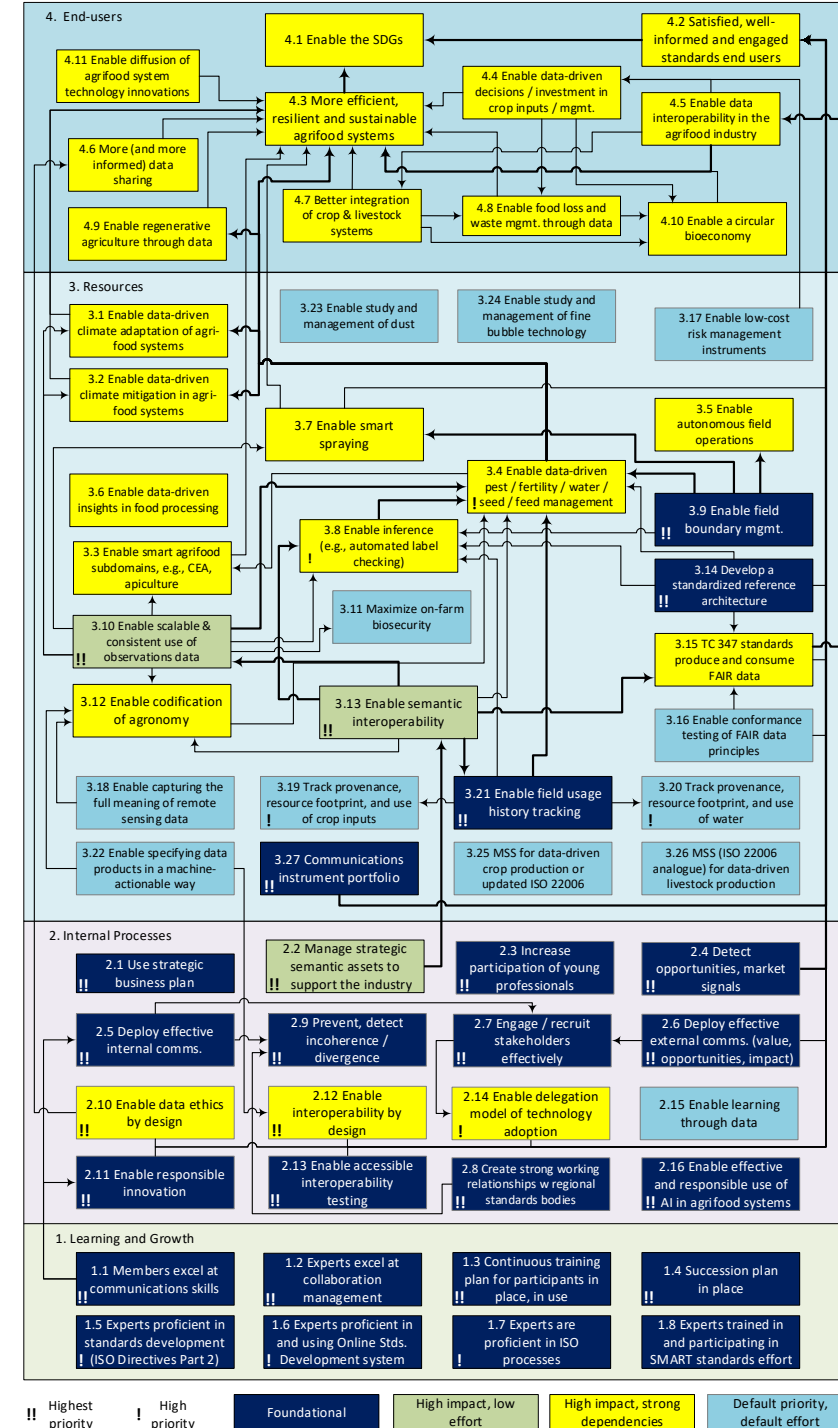 4. End-users
4.1 Enable the SDGs
4.2 Satisfied, well-
informed and engaged
standards end users
4.11 Enable diffusion of
agrifood system
technology innovations
4.3 More efficient,
resilient and sustainable
agrifood systems
4.4 Enable data-driven
decisions / investment in
crop inputs / mgmt.
4.5 Enable data
interoperability in the
agrifood industry
4.6 More (and more
informed) data
sharing
4.7 Better integration
of crop & livestock
systems
4.8 Enable food loss and
waste mgmt. through data
4.9 Enable regenerative
agriculture through data
4.10 Enable a circular
bioeconomy
3. Resources
3.1 Enable data-driven
climate adaptation of agri-
food systems
3.23 Enable study and
management of dust
3.24 Enable study and
management of fine
bubble technology
3.17 Enable low-cost
risk management
instruments
3.2 Enable data-driven
climate mitigation in agri-
food systems
3.7 Enable smart
spraying
3.5 Enable
autonomous field
operations
3.6 Enable data-driven
insights in food processing
3.4 Enable data-driven
pest / fertility / water /
! seed / feed management
3.9 Enable field
!! boundary mgmt.
3.3 Enable smart agrifood
subdomains, e.g., CEA,
apiculture
3.8 Enable inference
(e.g., automated label
! checking)
3.14 Develop a
standardized reference
!! architecture
3.10 Enable scalable &
consistent use of
!! observations data
3.11 Maximize on-farm
biosecurity
3.15 TC 347 standards
produce and consume
FAIR data
3.12 Enable codification
of agronomy
3.13 Enable semantic
interoperability
!!
3.16 Enable conformance
testing of FAIR data
principles
3.18 Enable capturing the
full meaning of remote
sensing data
3.19 Track provenance,
resource footprint, and use
! of crop inputs
3.21 Enable field usage
!! history tracking
3.20 Track provenance,
resource footprint, and use
! of water
3.22 Enable specifying data
products in a machine-
actionable way
3.27 Communications
!! instrument portfolio
3.25 MSS for data-driven
crop production or
updated ISO 22006
3.26 MSS (ISO 22006
analogue) for data-driven
livestock production
2. Internal Processes
2.1 Use strategic
!! business plan
2.2 Manage strategic
semantic assets to
!! support the industry
2.3 Increase
participation of young
!! professionals
2.4 Detect
opportunities, market
!! signals
2.5 Deploy effective
!! internal comms.
2.9 Prevent, detect
incoherence /
!! divergence
2.7 Engage / recruit
stakeholders
!! effectively
2.6 Deploy effective
external comms. (value,
!! opportunities, impact)
2.10 Enable data ethics
!! by design
2.12 Enable
interoperability by
!! design
2.14 Enable delegation
model of technology
! adoption
2.15 Enable learning
through data
2.11 Enable responsible
!! innovation
2.13 Enable accessible
interoperability
!! testing
2.8 Create strong working
relationships w regional
!! standards bodies
2.16 Enable effective
and responsible use of
!! AI in agrifood systems
1. Learning and Growth
1.1 Members excel at
communications skills
!!
1.2 Experts excel at
collaboration
!! management
1.3 Continuous training
plan for participants in
!! place, in use
1.4 Succession plan
!! in place
1.5 Experts proficient in
standards development
! (ISO Directives Part 2)
1.6 Experts proficient in
and using Online Stds.
! Development system
1.7 Experts are
proficient in ISO
! processes
1.8 Experts trained in
and participating in
SMART standards effort
!! Highest
priority
! High
priority
Foundational
High impact, low
effort
High impact, strong
dependencies
Default priority,
default effort